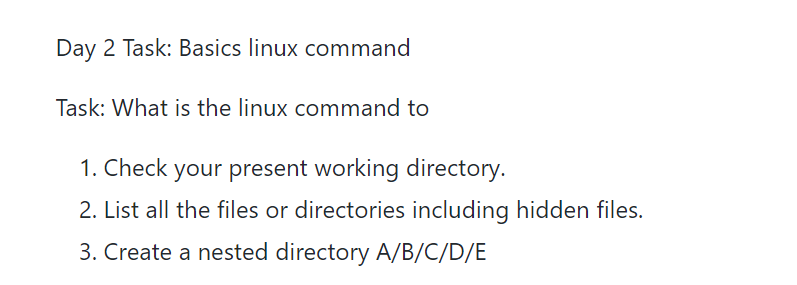 Day 2 Task: Basics linux command
Task: What is the linux command to
1. Check your present working directory.
2. List all the files or directories including hidden files.
3. Create a nested directory A/B/C/D/E